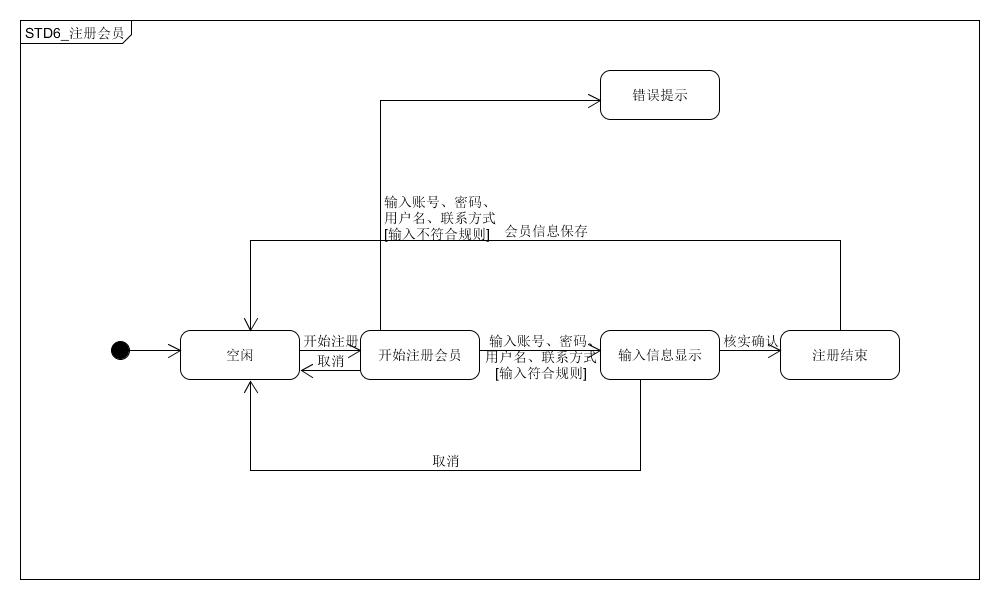 STD6_注册会员
错误提示
输入账号、密码、
用户名、联系方式
[输入不符合规则]
会员信息保存
空闲
开始注册
取消
开始注册会员
输入账号、密码、
用户名、联系方式
[输入符合规则]
输入信息显示
核实确认
注册结束
取消